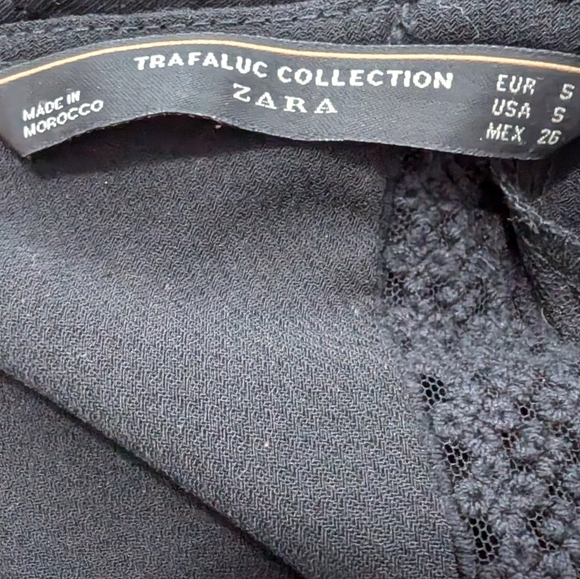 TRAFALUC COLLECTION
ZARA
MADE IN
MOROCCO
EUR S
USA S
MEX 26